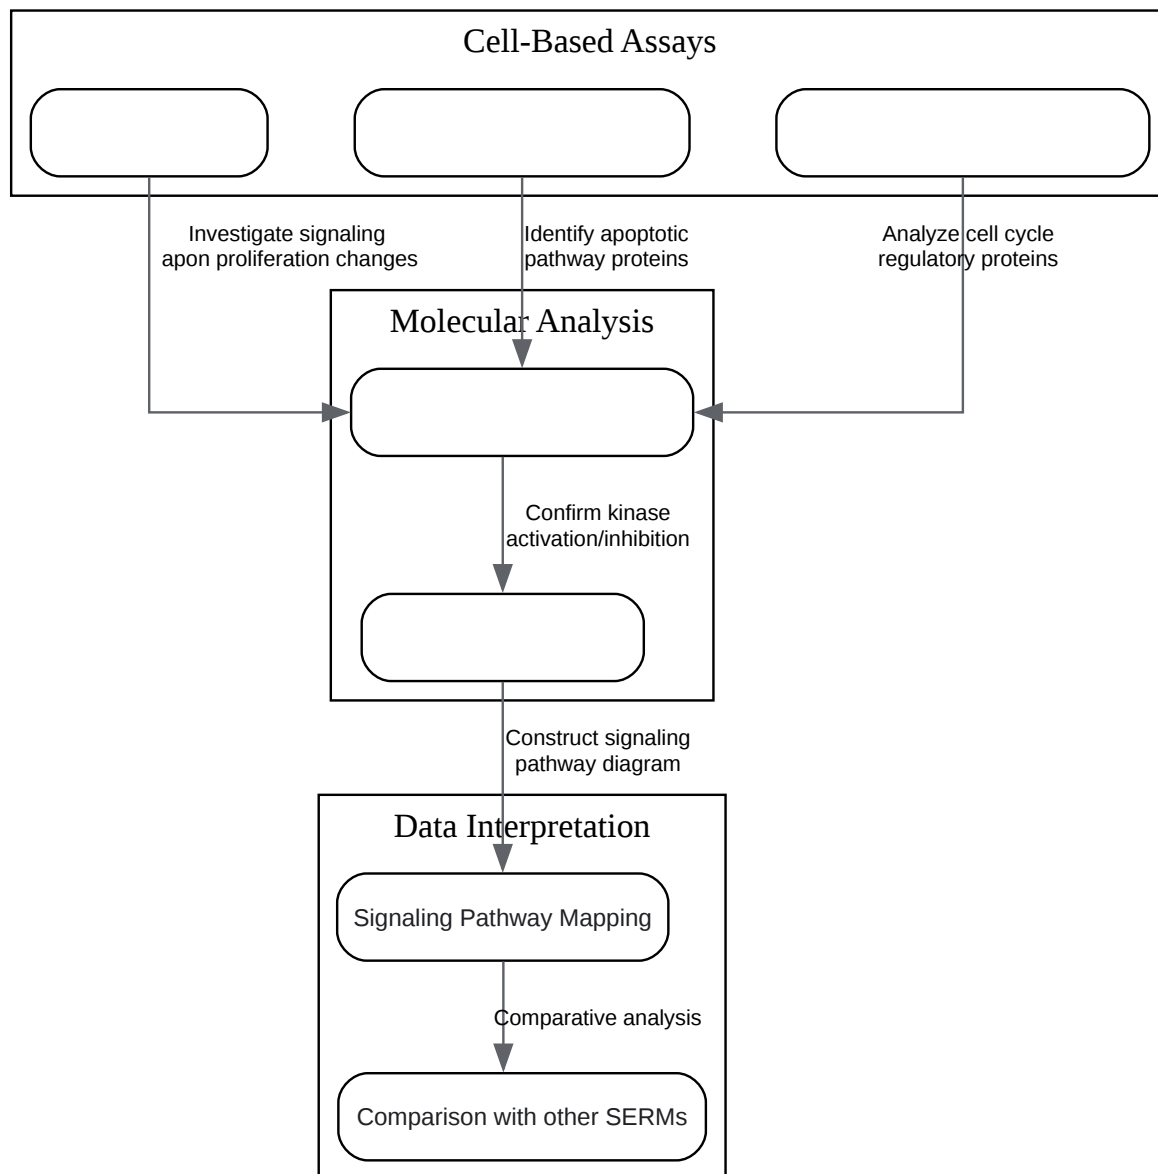 Cell-Based Assays
Investigate signaling
apon proliferation changes
Identify apoptotic
pathway proteins
Analyze cell cycle
regulatory proteins
Molecular Analysis
Confirm kinase
activation/inhibition
Construct signaling
pathway diagram
Data Interpretation
Signaling Pathway Mapping
Comparative analysis
Comparison with other SERMs